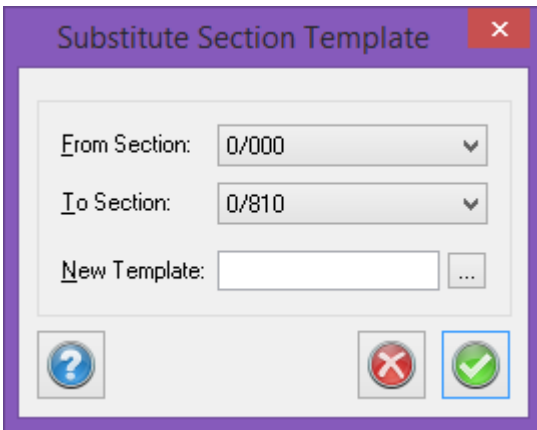 Substitute Section Template
From Section: 0/000
To Section: 0/810
New Template: ...